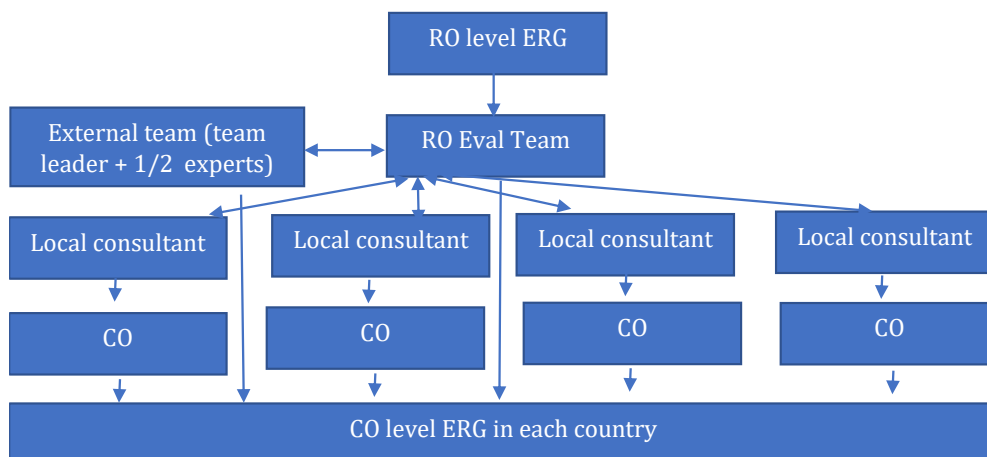 RO level ERG
External team (team
leader + 1/2 experts)
RO Eval Team
Local consultant
Local consultant
Local consultant
Local consultant
CO
CO
CO
CO
CO level ERG in each country